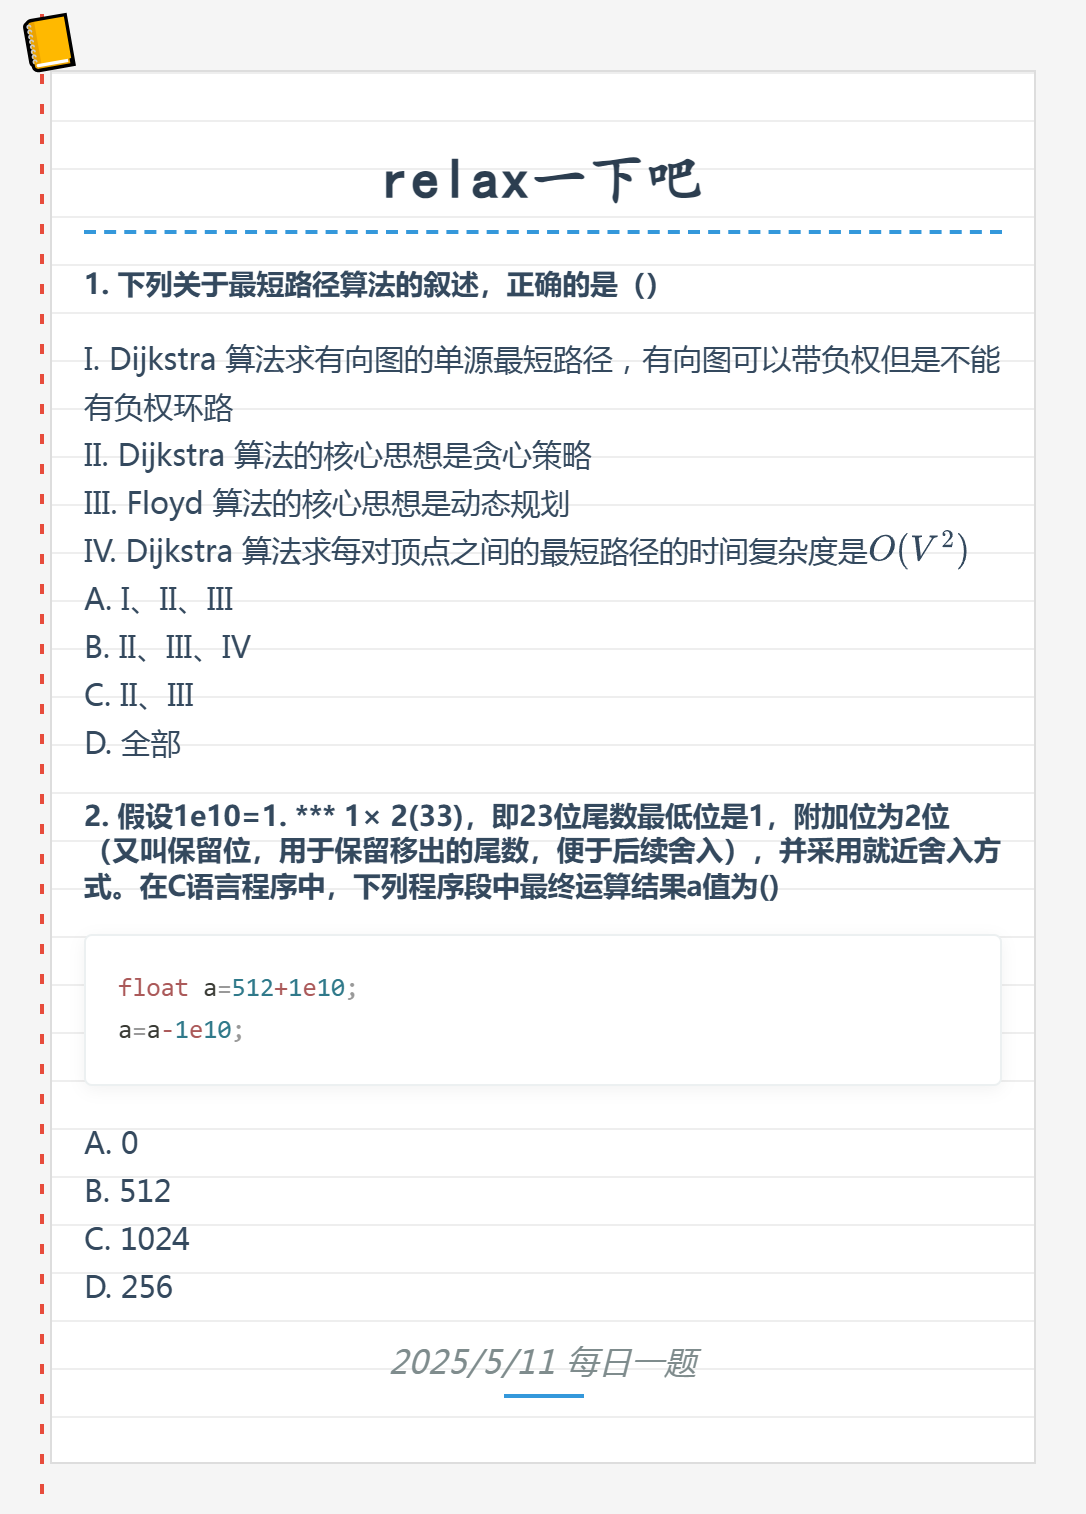 relax一下吧
1. 下列关于最短路径算法的叙述，正确的是（）
I. Dijkstra 算法求有向图的单源最短路径，有向图可以带负权但是不能
有负权环路
II. Dijkstra 算法的核心思想是贪心策略
III. Floyd 算法的核心思想是动态规划
IV. Dijkstra 算法求每对顶点之间的最短路径的时间复杂度是O(V²)
A. I、II、III
B. II、III、IV
C. II、III
D. 全部
2. 假设1e10=1. *** 1× 2(33)，即23位尾数最低位是1，附加位为2位
（又叫保留位，用于保留移出的尾数，便于后续舍入），并采用就近舍入方
式。在C语言程序中，下列程序段中最终运算结果a值为()
float a=512+1e10;
a=a-1e10;
A. 0
B. 512
C. 1024
D. 256
2025/5/11 每日一题